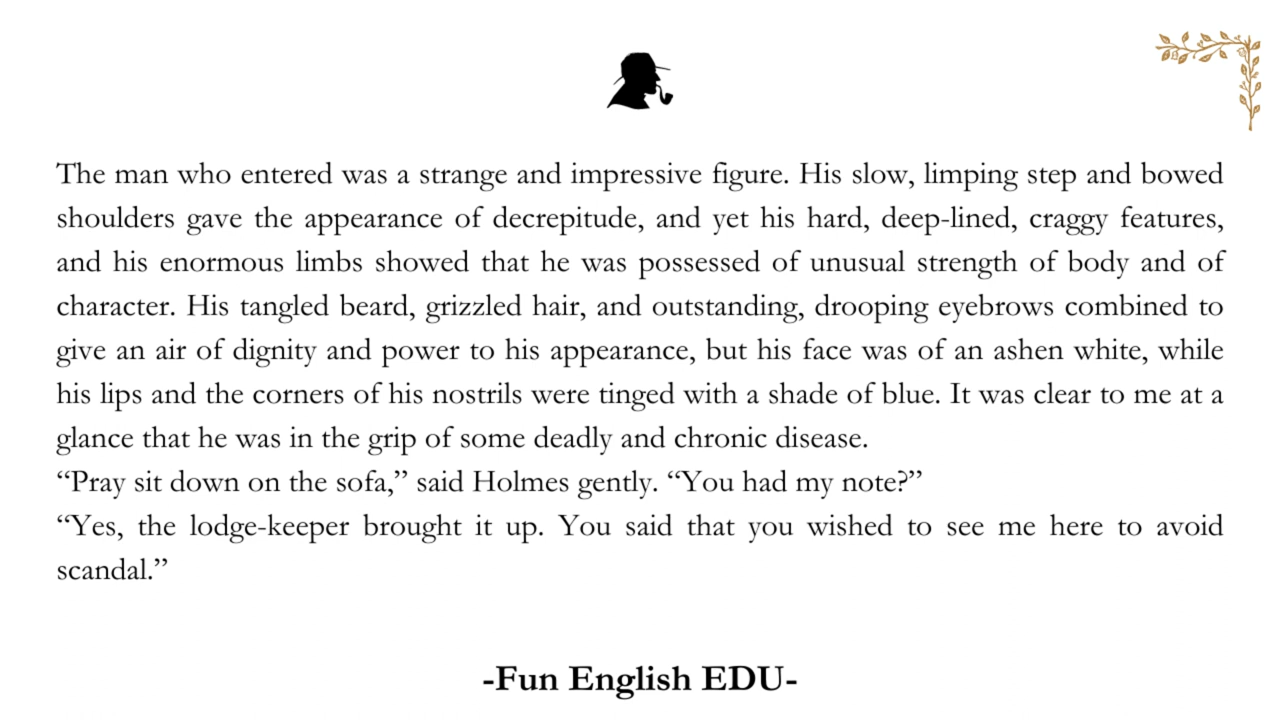 The man who entered was a strange and impressive figure. His slow, limping step and bowed
shoulders gave the appearance of decrepitude, and yet his hard, deep-lined, craggy features,
and his enormous limbs showed that he was possessed of unusual strength of body and of
character. His tangled beard, grizzled hair, and outstanding, drooping eyebrows combined to
give an air of dignity and power to his appearance, but his face was of an ashen white, while
his lips and the corners of his nostrils were tinged with a shade of blue. It was clear to me at a
glance that he was in the grip of some deadly and chronic disease.
“Pray sit down on the sofa,” said Holmes gently. “You had my note?”
“Yes, the lodge-keeper brought it up. You said that you wished to see me here to avoid
scandal.”
-Fun English EDU-